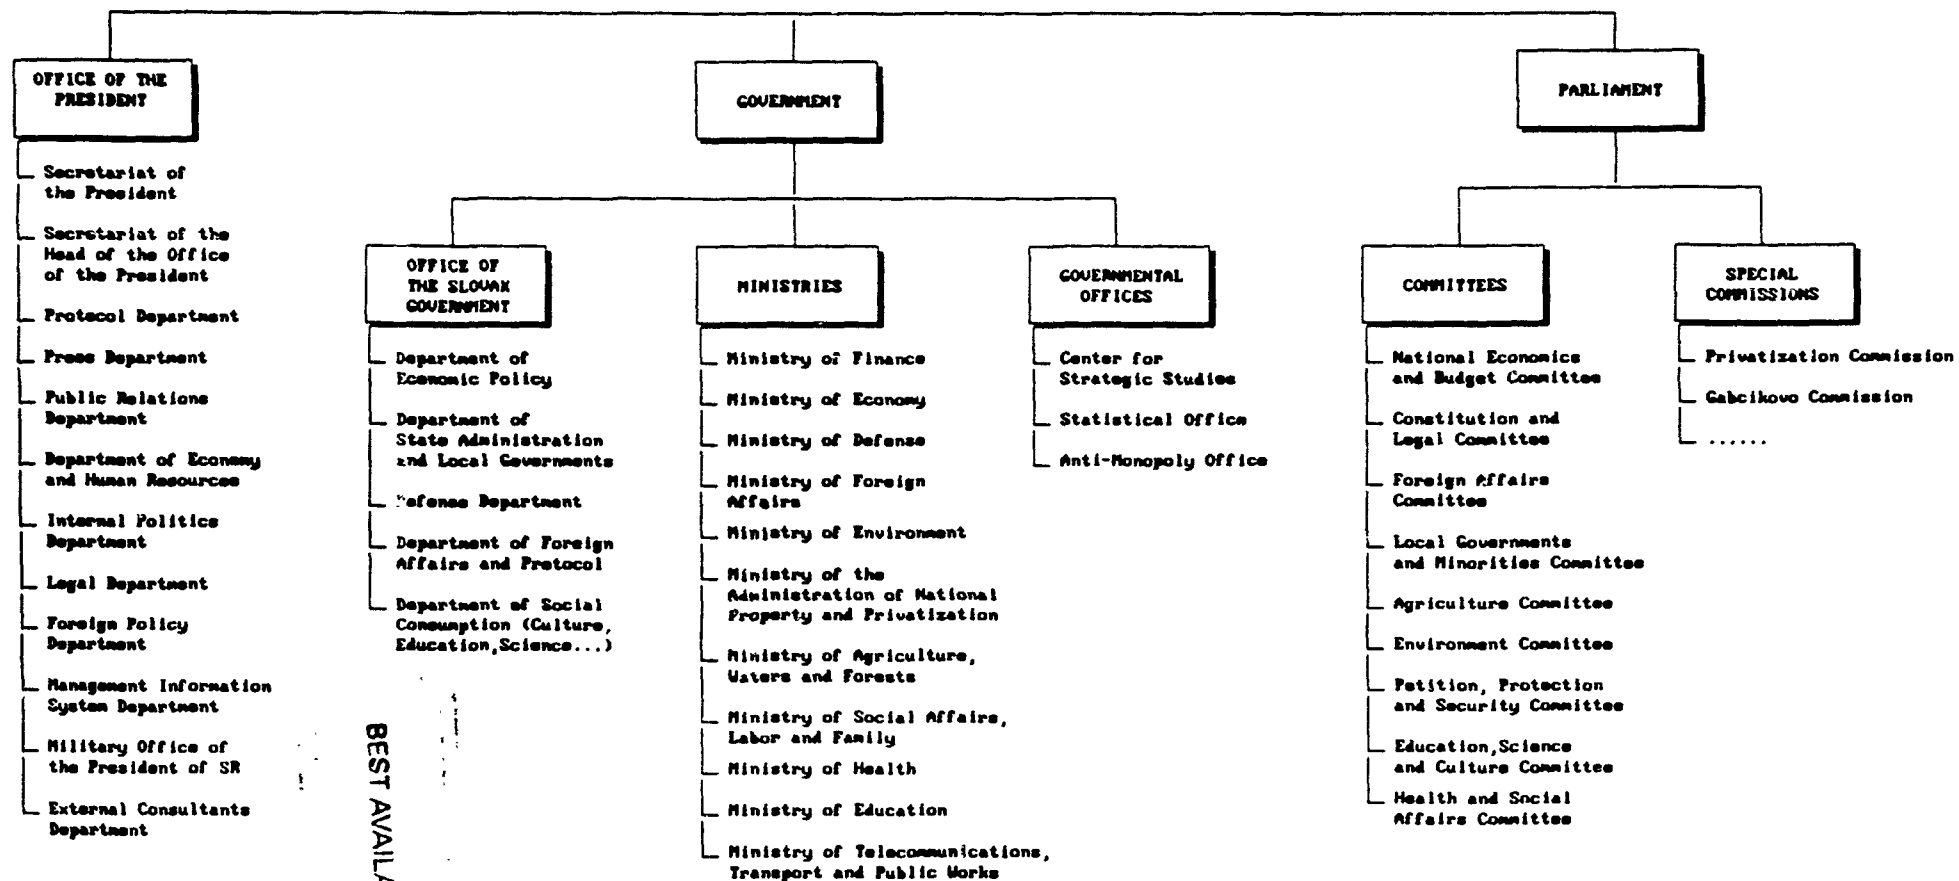 OFFICE OF THE
PRESIDENT
Secretariat of
the President
Secretariat of the
Head of the Office
of the President
Protocol Department
Press Department
Public Relations
Department
Department of Economy
and Human Resources
Internal Politics
Department
Legal Department
Foreign Policy
Department
Management Information
System Department
Military Office of
the President of SR
External Consultants
Department
GOVERNMENT
OFFICE OF
THE SLOVAK
GOVERNMENT
Department of
Economic Policy
Department of
State Administration
and Local Governments
Defense Department
Department of Foreign
Affairs and Protocol
Department of Social
Consumption (Culture,
Education,Science...)
MINISTRIES
Ministry of Finance
Ministry of Economy
Ministry of Defense
Ministry of Foreign
Affairs
Ministry of Environment
Ministry of the
Administration of National
Property and Privatization
Ministry of Agriculture,
Waters and Forests
Ministry of Social Affairs,
Labor and Family
Ministry of Health
Ministry of Education
Ministry of Telecommunications,
Transport and Public Works
GOVERNMENTAL
OFFICES
Center for
Strategic Studies
Statistical Office
Anti-Monopoly Office
PARLIAMENT
COMMITTEES
National Economics
and Budget Committee
Constitution and
Legal Committee
Foreign Affairs
Committee
Local Governments
and Minorities Committee
Agriculture Committee
Environment Committee
Petition, Protection
and Security Committee
Education,Science
and Culture Committee
Health and Social
Affairs Committee
SPECIAL
COMMISSIONS
Privatization Commission
Gabcikovo Commission
......
BEST